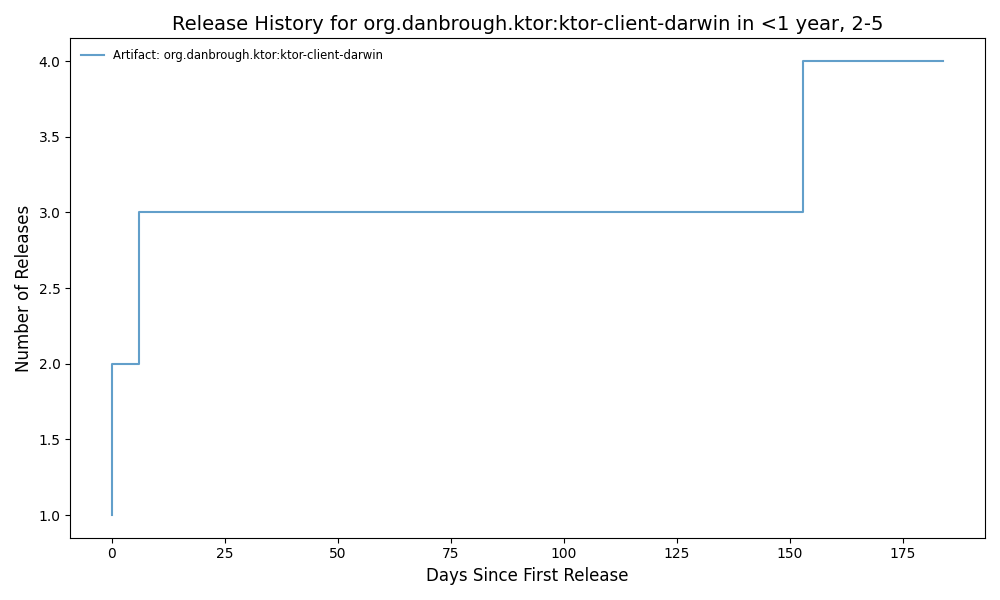 Release History for org.danbrough.ktor:ktor-client-darwin in <1 year, 2-5
Artifact: org.danbrough.ktor:ktor-client-darwin
Number of Releases
4.0
3.5
3.0
2.5
2.0
1.5
1.0
0 25 50 75 100 125 150 175
Days Since First Release